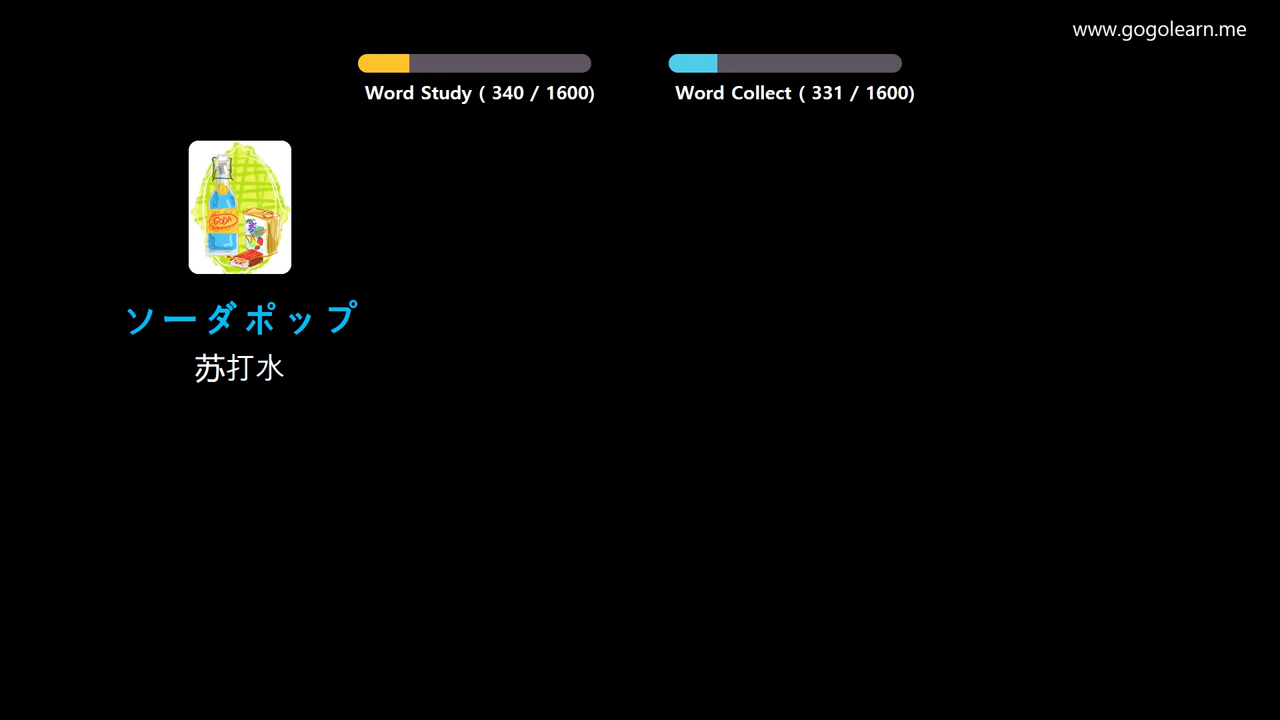 www.gogolearn.me
Word Study ( 340 / 1600)
Word Collect ( 331 / 1600)
SODA
ソーダポップ
苏打水